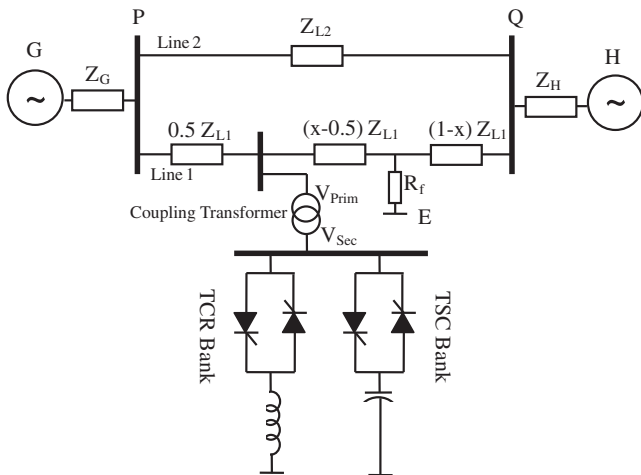 P
Q
G
Line 2
Z_L2
H
Z_G
Z_H
~
~
0.5 Z_L1
(x-0.5) Z_L1
(1-x) Z_L1
Line 1
R_f
V_Prim
E
Coupling Transformer
V_Sec
TCR Bank
TSC Bank